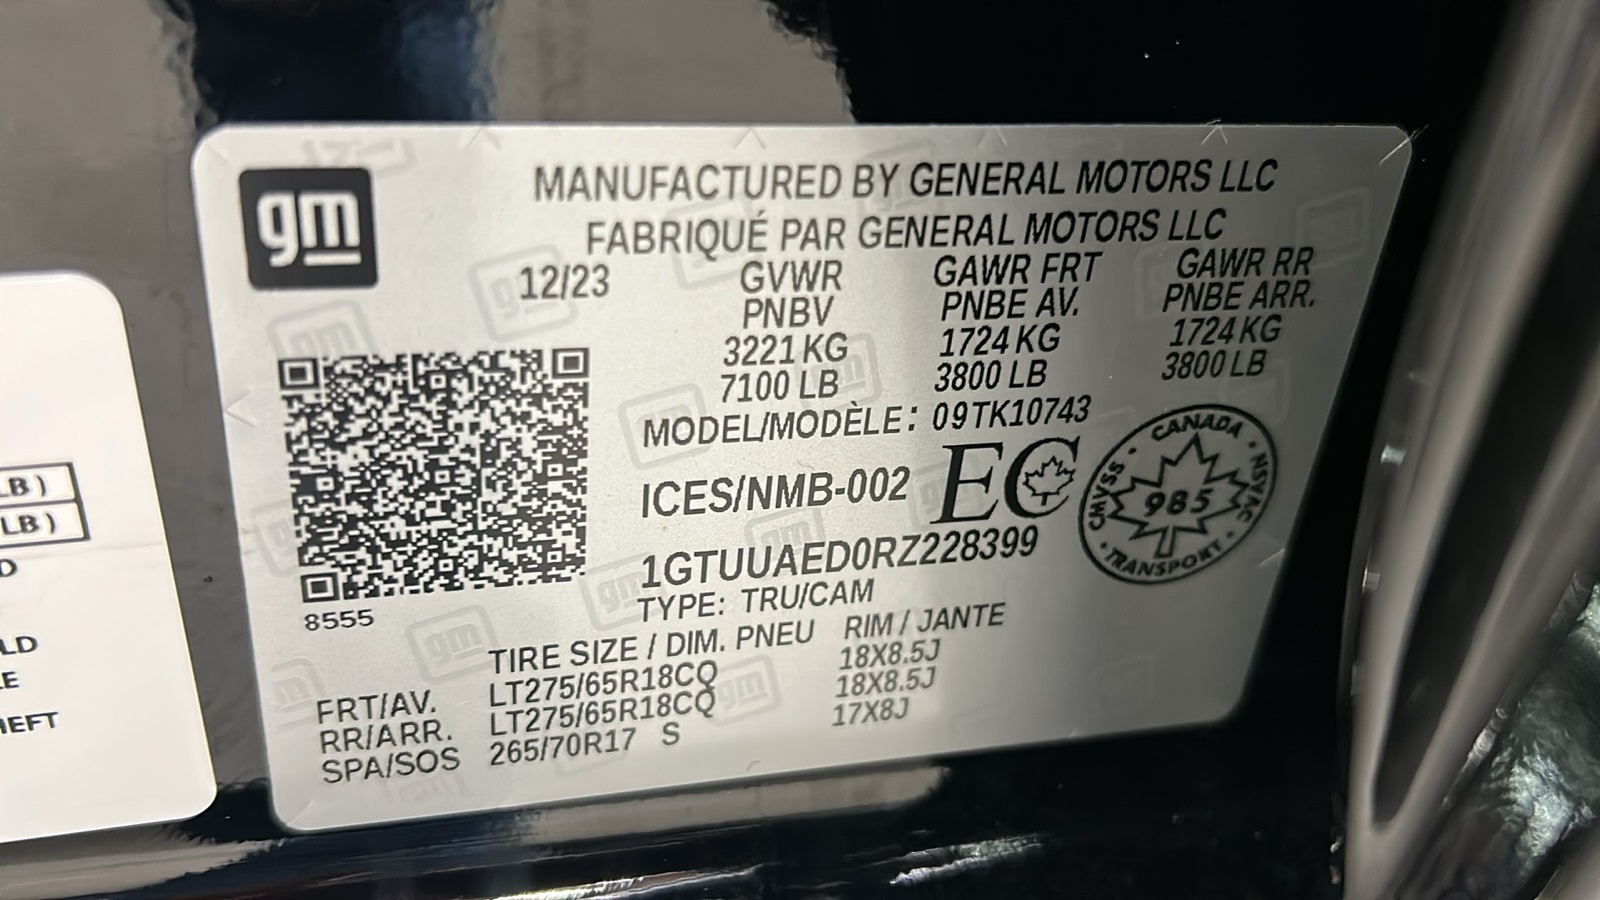 gm
MANUFACTURED BY GENERAL MOTORS LLC
FABRIQUÉ PAR GENERAL MOTORS LLC
12/23 GVWR GAWR FRT GAWR RR
PNBV PNBE AV. PNBE ARR.
3221 KG 1724 KG 1724 KG
7100 LB 3800 LB 3800 LB
MODEL/MODÈLE: 09TK10743
ICES/NMB-002 EC
CANADA · NSVAC · TRANSPORT · CMVSS ·
985
1GTUUAED0RZ228399
TYPE: TRU/CAM
8555
TIRE SIZE / DIM. PNEU RIM / JANTE
FRT/AV. LT275/65R18CQ 18X8.5J
RR/ARR. LT275/65R18CQ 18X8.5J
SPA/SOS 265/70R17 S 17X8J
LB )
LB )